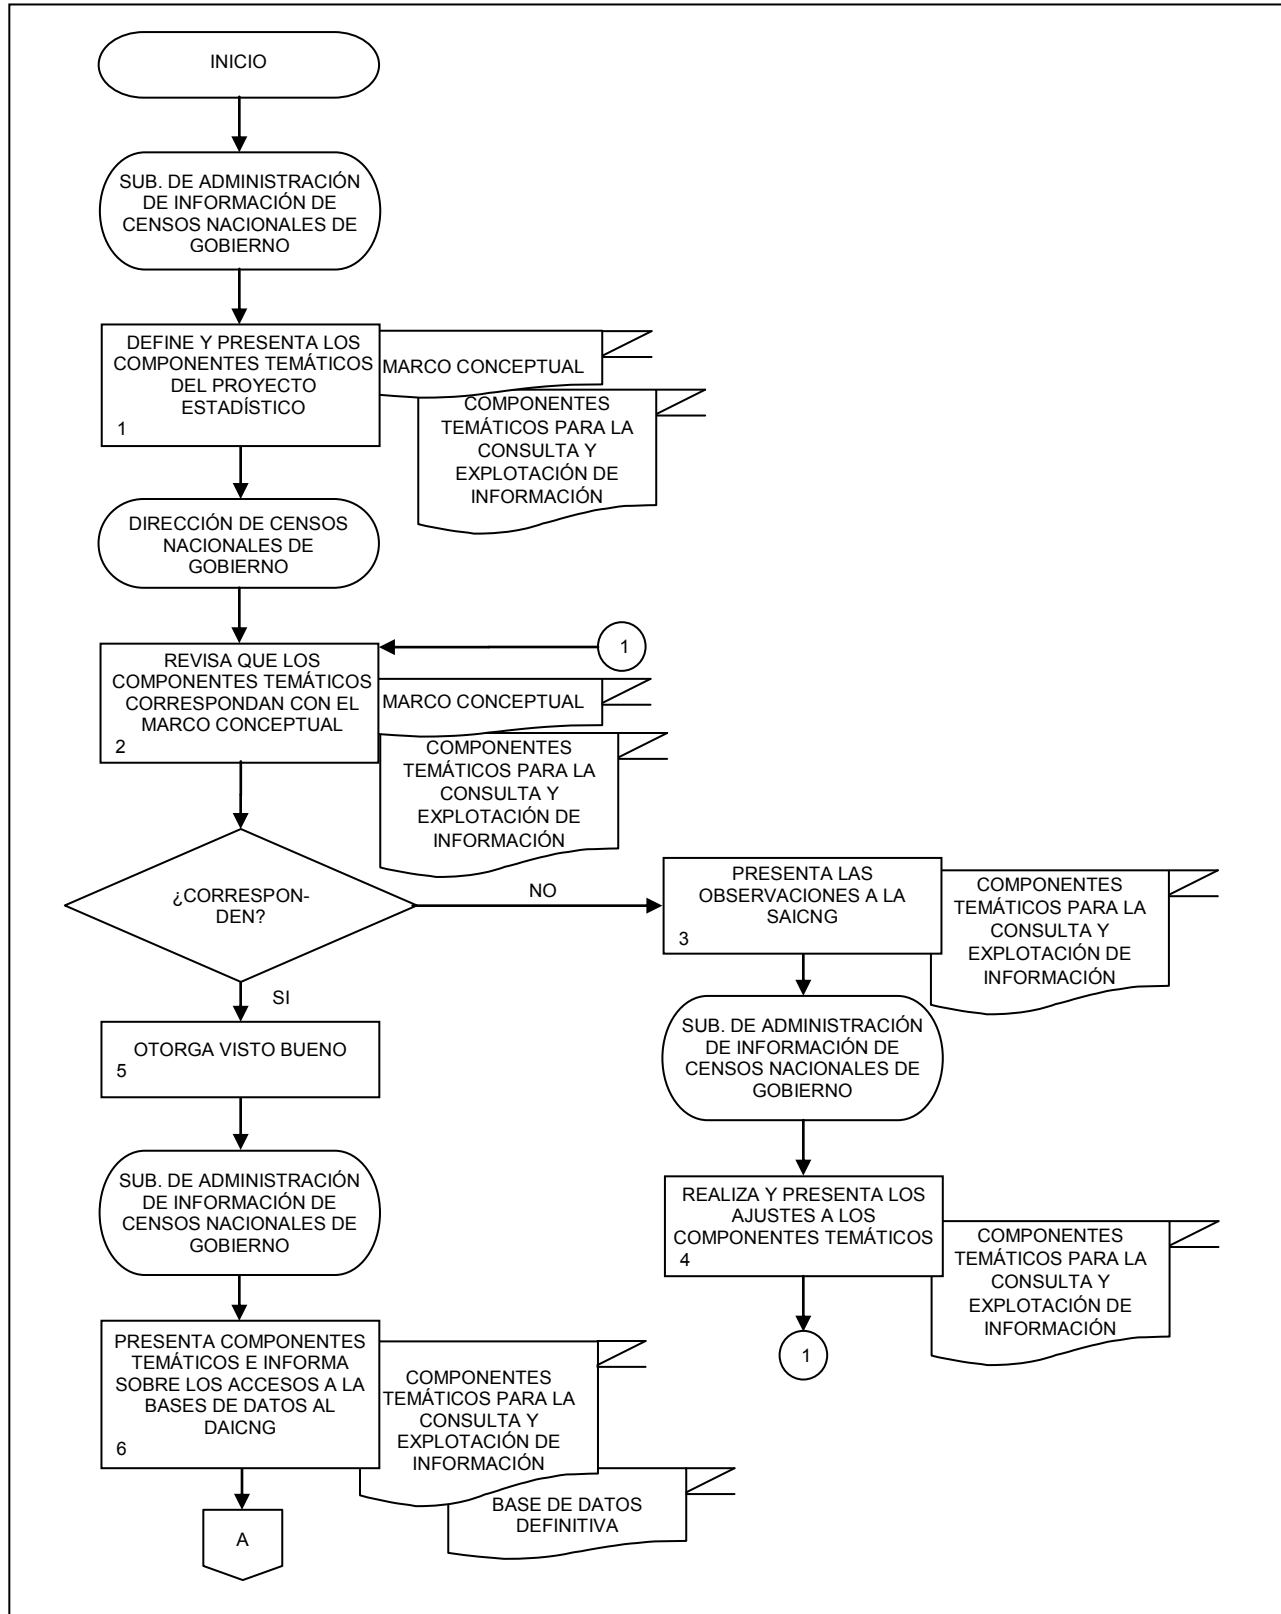 INICIO
SUB. DE ADMINISTRACIÓN
DE INFORMACIÓN DE
CENSOS NACIONALES DE
GOBIERNO
DEFINE Y PRESENTA LOS
COMPONENTES TEMÁTICOS
DEL PROYECTO
ESTADÍSTICO
1
MARCO CONCEPTUAL
COMPONENTES
TEMÁTICOS PARA LA
CONSULTA Y
EXPLOTACIÓN DE
INFORMACIÓN
DIRECCIÓN DE CENSOS
NACIONALES DE
GOBIERNO
1
REVISA QUE LOS
COMPONENTES TEMÁTICOS
CORRESPONDAN CON EL
MARCO CONCEPTUAL
2
MARCO CONCEPTUAL
COMPONENTES
TEMÁTICOS PARA LA
CONSULTA Y
EXPLOTACIÓN DE
INFORMACIÓN
¿CORRESPON-
DEN?
NO
PRESENTA LAS
OBSERVACIONES A LA
SAICNG
3
COMPONENTES
TEMÁTICOS PARA LA
CONSULTA Y
EXPLOTACIÓN DE
INFORMACIÓN
SUB. DE ADMINISTRACIÓN
DE INFORMACIÓN DE
CENSOS NACIONALES DE
GOBIERNO
REALIZA Y PRESENTA LOS
AJUSTES A LOS
COMPONENTES TEMÁTICOS
4
COMPONENTES
TEMÁTICOS PARA LA
CONSULTA Y
EXPLOTACIÓN DE
INFORMACIÓN
1
SI
OTORGA VISTO BUENO
5
SUB. DE ADMINISTRACIÓN
DE INFORMACIÓN DE
CENSOS NACIONALES DE
GOBIERNO
PRESENTA COMPONENTES
TEMÁTICOS E INFORMA
SOBRE LOS ACCESOS A LA
BASES DE DATOS AL
DAICNG
6
COMPONENTES
TEMÁTICOS PARA LA
CONSULTA Y
EXPLOTACIÓN DE
INFORMACIÓN
BASE DE DATOS
DEFINITIVA
A